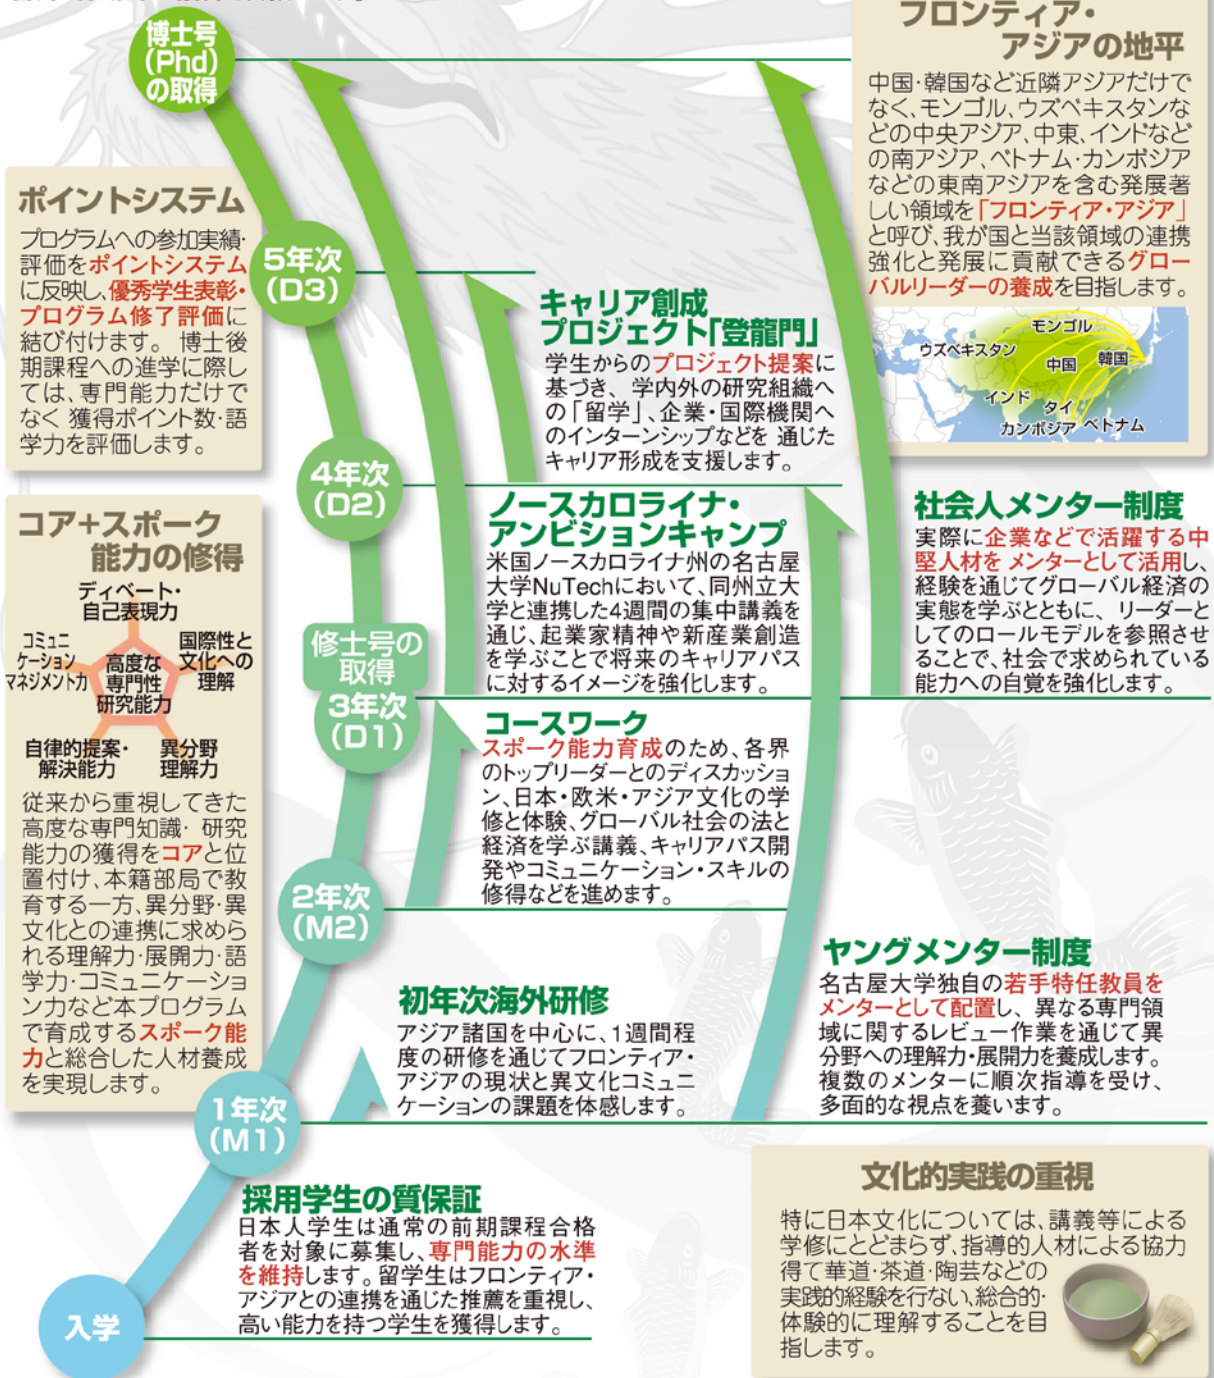 博士号
(Phd)
の取得
フロンティア・
アジアの地平
中国・韓国など近隣アジアだけで
なく、モンゴル、ウズベキスタンな
どの中央アジア、中東、インドなど
の南アジア、ベトナム・カンボジア
などの東南アジアを含む発展著
しい領域を「フロンティア・アジア」
と呼び、我が国と当該領域の連携
強化と発展に貢献できるグロー
バルリーダーの養成を目指します。
モンゴル
ウズベキスタン
中国
韓国
インド
タイ
カンボジア
ベトナム
ポイントシステム
プログラムへの参加実績・
評価をポイントシステム
に反映し、優秀学生表彰・
プログラム修了評価に
結び付けます。 博士後
期課程への進学に際し
ては、専門能力だけで
なく 獲得ポイント数・語
学力を評価します。
5年次
(D3)
キャリア創成
プロジェクト「登龍門」
学生からのプロジェクト提案に
基づき、 学内外の研究組織へ
の「留学」、企業・国際機関へ
のインターンシップなどを 通じた
キャリア形成を支援します。
4年次
(D2)
ノースカロライナ・
アンビションキャンプ
米国ノースカロライナ州の名古屋
大学NuTechにおいて、同州立大
学と連携した4週間の集中講義を
通じ、起業家精神や新産業創造
を学ぶことで将来のキャリアパス
に対するイメージを強化します。
社会人メンター制度
実際に企業などで活躍する中
堅人材を メンターとして活用し、
経験を通じてグローバル経済の
実態を学ぶとともに、 リーダーと
してのロールモデルを参照させ
ることで、社会で求められている
能力への自覚を強化します。
コア+スポーク
能力の修得
ディベート・
自己表現力
コミュニ
ケーション
マネジメント力
国際性と
文化への
理解
高度な
専門性
研究能力
自律的提案・
解決能力
異分野
理解力
従来から重視してきた
高度な専門知識・ 研究
能力の獲得をコアと位
置付け、本籍部局で教
育する一方、異分野・異
文化との連携に求めら
れる理解力・展開力・語
学力・コミュニケーショ
ン力など本プログラム
で育成するスポーク能
力と総合した人材養成
を実現します。
修士号の
取得
3年次
(D1)
コースワーク
スポーク能力育成のため、各界
のトップリーダーとのディスカッショ
ン、日本・欧米・アジア文化の学
修と体験、グローバル社会の法と
経済を学ぶ講義、キャリアパス開
発やコミュニケーション・スキルの
修得などを進めます。
2年次
(M2)
初年次海外研修
アジア諸国を中心に、1週間程
度の研修を通じてフロンティア・
アジアの現状と異文化コミュニ
ケーションの課題を体感します。
ヤングメンター制度
名古屋大学独自の若手特任教員を
メンターとして配置し、 異なる専門領
域に関するレビュー作業を通じて異
分野への理解力・展開力を養成します。
複数のメンターに順次指導を受け、
多面的な視点を養います。
1年次
(M1)
採用学生の質保証
日本人学生は通常の前期課程合格
者を対象に募集し、専門能力の水準
を維持します。留学生はフロンティア・
アジアとの連携を通じた推薦を重視し、
高い能力を持つ学生を獲得します。
入学
文化的実践の重視
特に日本文化については、講義等による
学修にとどまらず、指導的人材による協力
得て華道・茶道・陶芸などの
実践的経験を行ない、総合的・
体験的に理解することを目
指します。